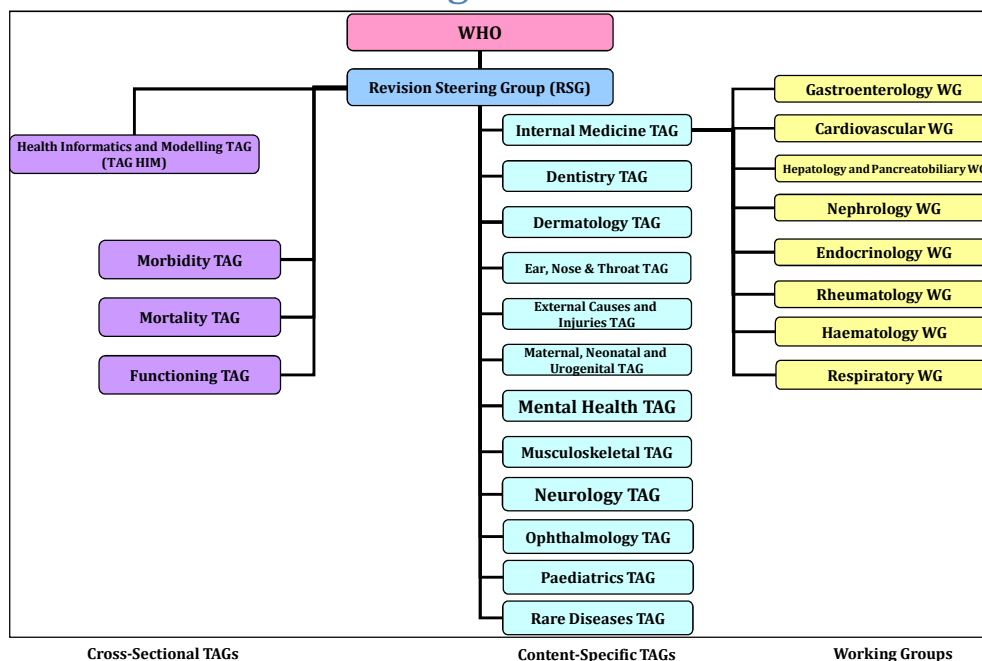 WHO
Revision Steering Group (RSG)
Health Informatics and Modelling TAG
(TAG HIM)
Morbidity TAG
Mortality TAG
Functioning TAG
Internal Medicine TAG
Dentistry TAG
Dermatology TAG
Ear, Nose & Throat TAG
External Causes and
Injuries TAG
Maternal, Neonatal and
Urogenital TAG
Mental Health TAG
Musculoskeletal TAG
Neurology TAG
Ophthalmology TAG
Paediatrics TAG
Rare Diseases TAG
Gastroenterology WG
Cardiovascular WG
Hepatology and Pancreatobiliary WG
Nephrology WG
Endocrinology WG
Rheumatology WG
Haematology WG
Respiratory WG
Cross-Sectional TAGs
Content-Specific TAGs
Working Groups